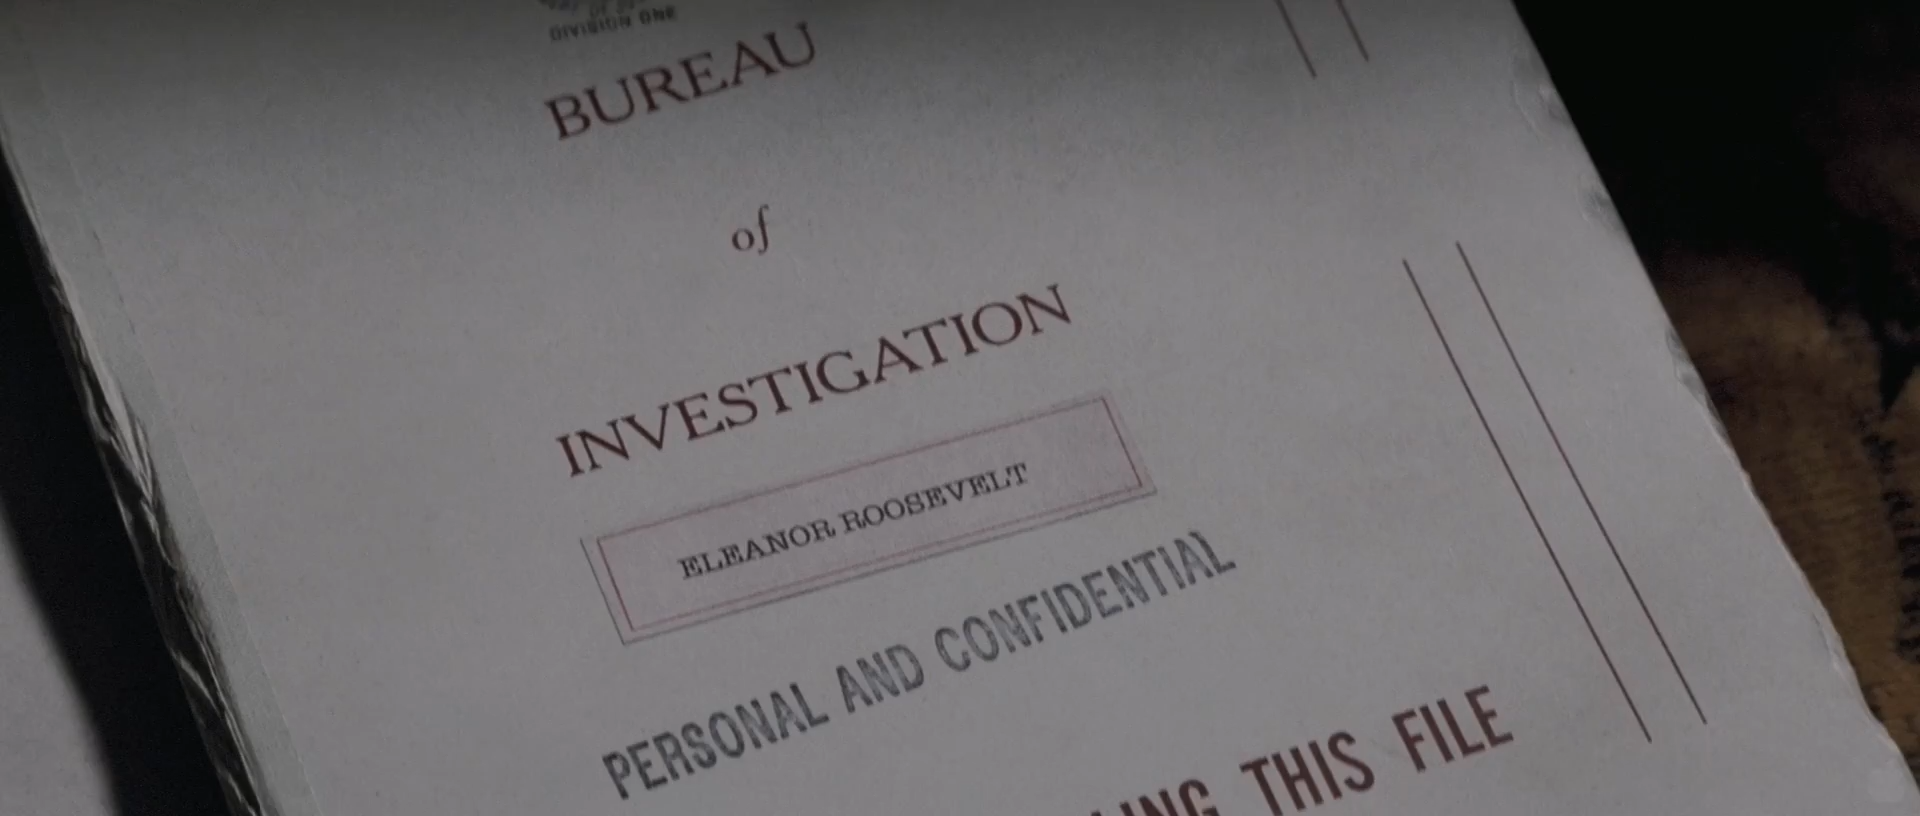 DIVISION ONE
BUREAU
of
INVESTIGATION
ELEANOR ROOSEVELT
PERSONAL AND CONFIDENTIAL
THIS FILE